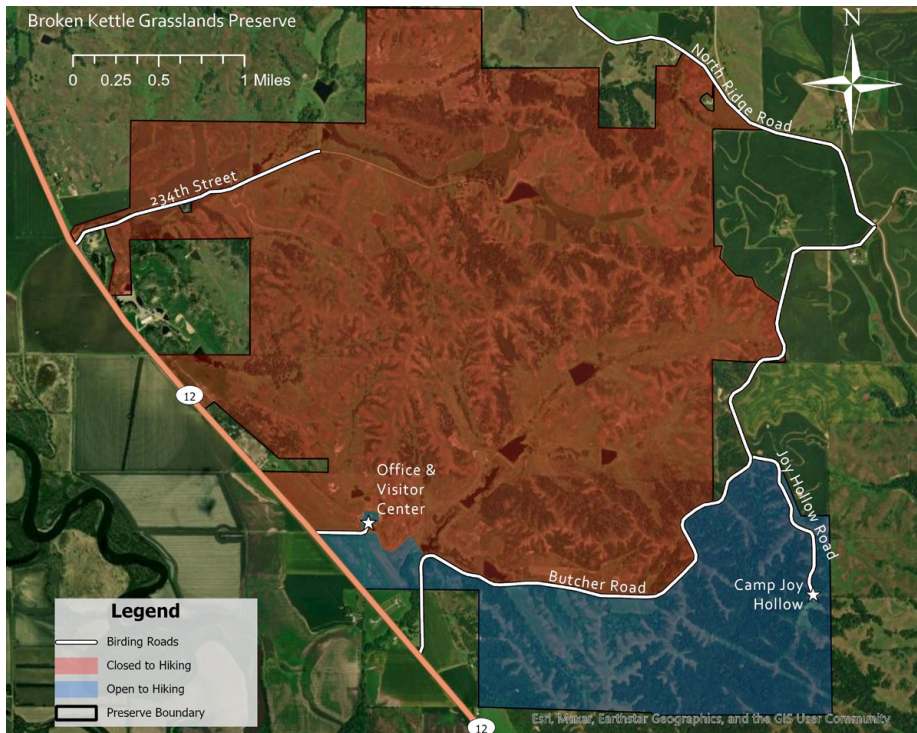 Broken Kettle Grasslands Preserve
N
0 0.25 0.5 1 Miles
North Ridge Road
234th Street
12
Office &
Visitor
Center
Joy Hollow Road
Butcher Road
Camp Joy
Hollow
Legend
Birding Roads
Closed to Hiking
Open to Hiking
Preserve Boundary
12
Esri, Maxar, Earthstar Geographics, and the GIS User Community